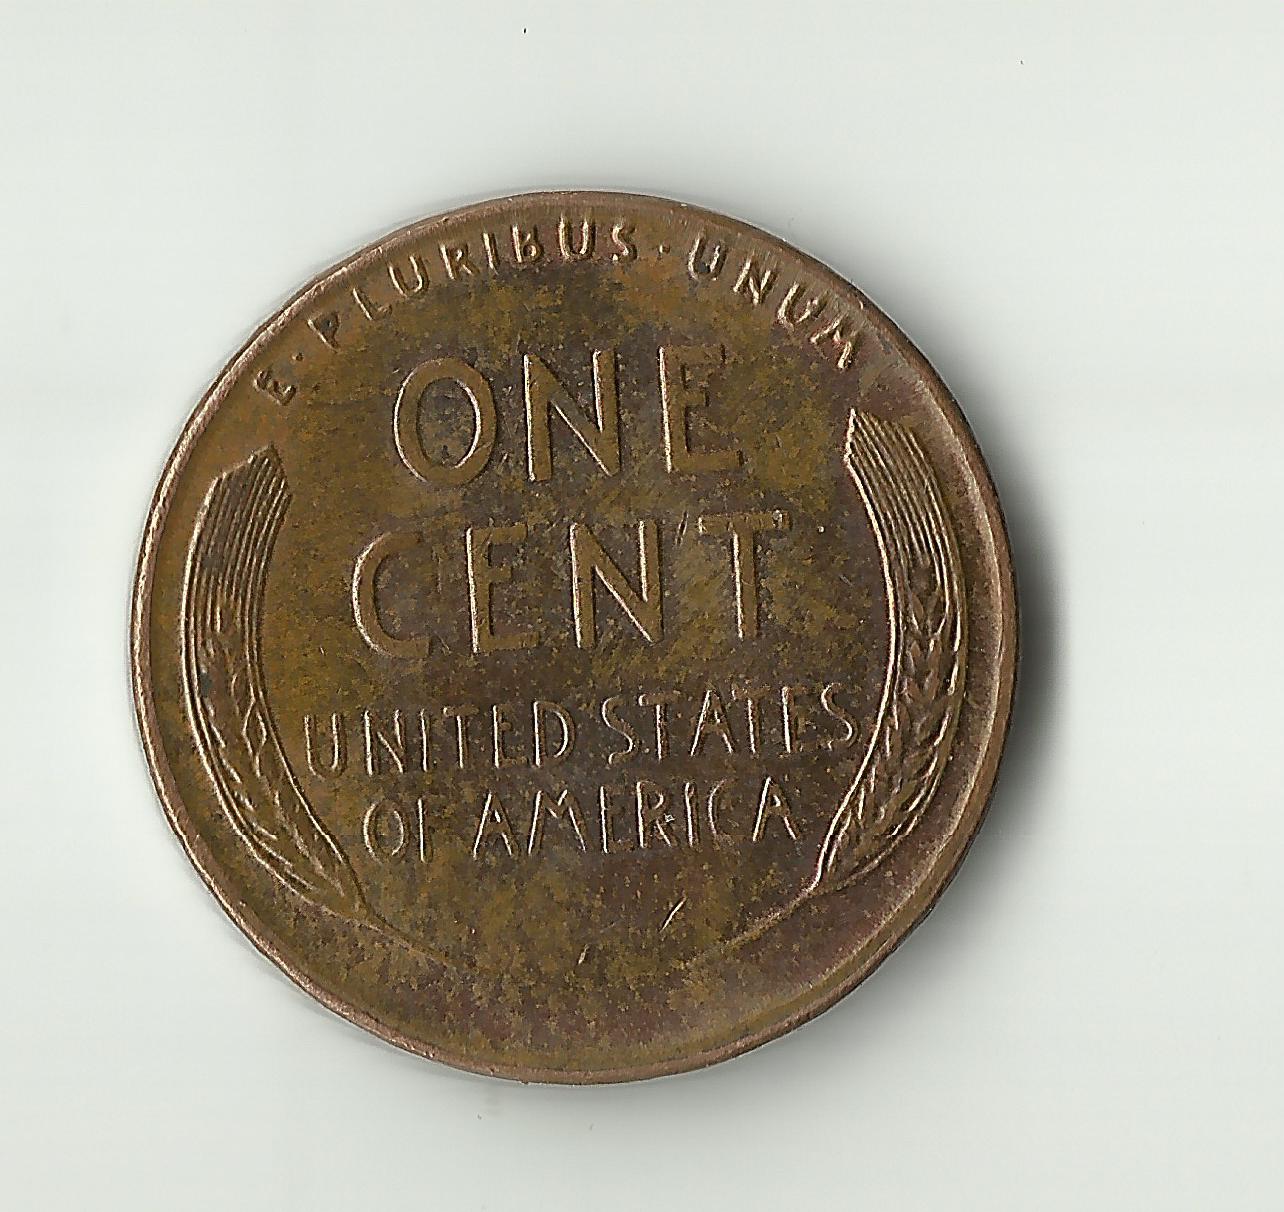 E · PLURIBUS · UNUM
ONE
CENT
UNITED STATES
OF AMERICA